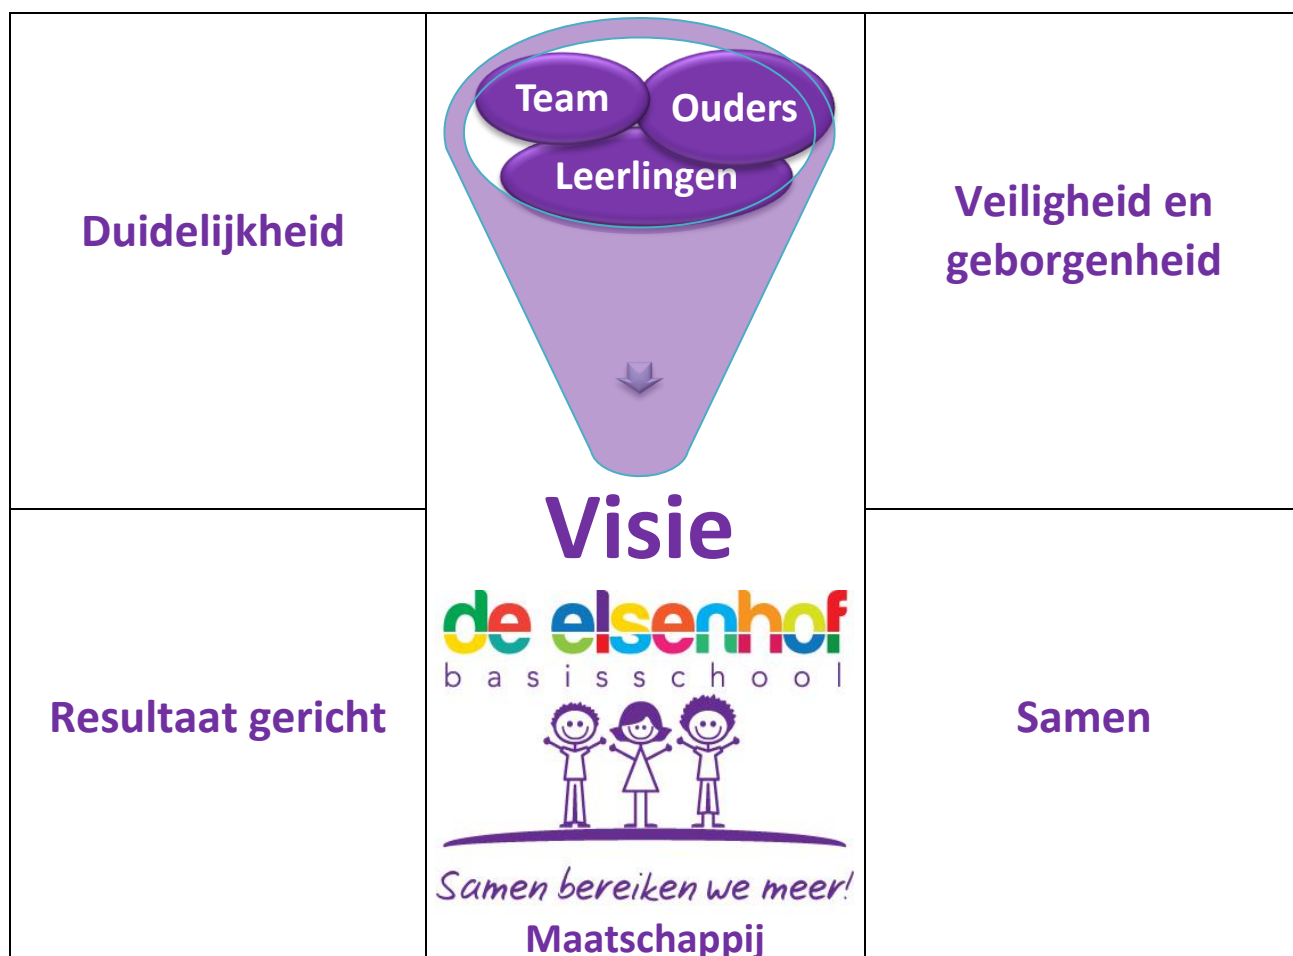 Duidelijkheid
Team
Ouders
Leerlingen
Veiligheid en
geborgenheid
Visie
de elsenhof
basisschool
Resultaat gericht
Samen
Samen bereiken we meer!
Maatschappij